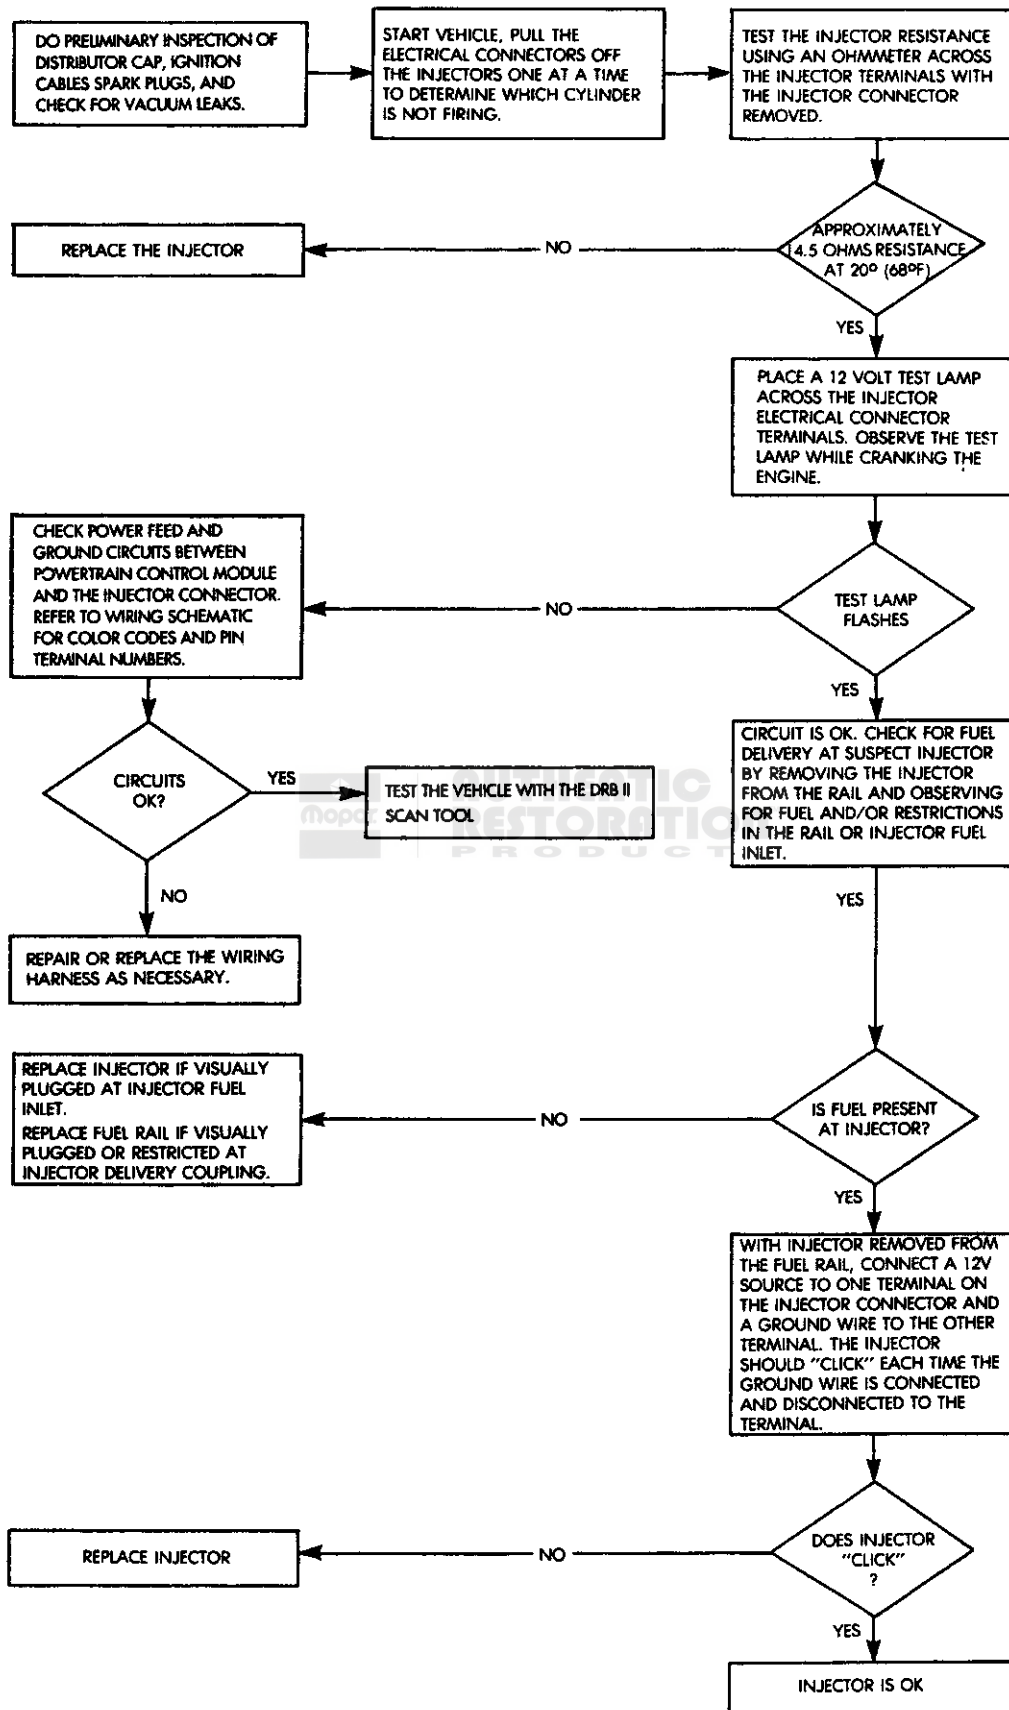 DO PRELIMINARY INSPECTION OF
DISTRIBUTOR CAP, IGNITION
CABLES SPARK PLUGS, AND
CHECK FOR VACUUM LEAKS.
START VEHICLE, PULL THE
ELECTRICAL CONNECTORS OFF
THE INJECTORS ONE AT A TIME
TO DETERMINE WHICH CYLINDER
IS NOT FIRING.
TEST THE INJECTOR RESISTANCE
USING AN OHMMETER ACROSS
THE INJECTOR TERMINALS WITH
THE INJECTOR CONNECTOR
REMOVED.
APPROXIMATELY
14.5 OHMS RESISTANCE
AT 20° (68°F)
NO
REPLACE THE INJECTOR
YES
PLACE A 12 VOLT TEST LAMP
ACROSS THE INJECTOR
ELECTRICAL CONNECTOR
TERMINALS. OBSERVE THE TEST
LAMP WHILE CRANKING THE
ENGINE.
TEST LAMP
FLASHES
NO
CHECK POWER FEED AND
GROUND CIRCUITS BETWEEN
POWERTRAIN CONTROL MODULE
AND THE INJECTOR CONNECTOR.
REFER TO WIRING SCHEMATIC
FOR COLOR CODES AND PIN
TERMINAL NUMBERS.
CIRCUITS
OK?
YES
TEST THE VEHICLE WITH THE DRB II
SCAN TOOL
NO
REPAIR OR REPLACE THE WIRING
HARNESS AS NECESSARY.
YES
CIRCUIT IS OK. CHECK FOR FUEL
DELIVERY AT SUSPECT INJECTOR
BY REMOVING THE INJECTOR
FROM THE RAIL AND OBSERVING
FOR FUEL AND/OR RESTRICTIONS
IN THE RAIL OR INJECTOR FUEL
INLET.
Mopar
AUTHENTIC
RESTORATION
PRODUCT
YES
IS FUEL PRESENT
AT INJECTOR?
NO
REPLACE INJECTOR IF VISUALLY
PLUGGED AT INJECTOR FUEL
INLET.
REPLACE FUEL RAIL IF VISUALLY
PLUGGED OR RESTRICTED AT
INJECTOR DELIVERY COUPLING.
YES
WITH INJECTOR REMOVED FROM
THE FUEL RAIL, CONNECT A 12V
SOURCE TO ONE TERMINAL ON
THE INJECTOR CONNECTOR AND
A GROUND WIRE TO THE OTHER
TERMINAL. THE INJECTOR
SHOULD "CLICK" EACH TIME THE
GROUND WIRE IS CONNECTED
AND DISCONNECTED TO THE
TERMINAL.
DOES INJECTOR
"CLICK"
?
NO
REPLACE INJECTOR
YES
INJECTOR IS OK